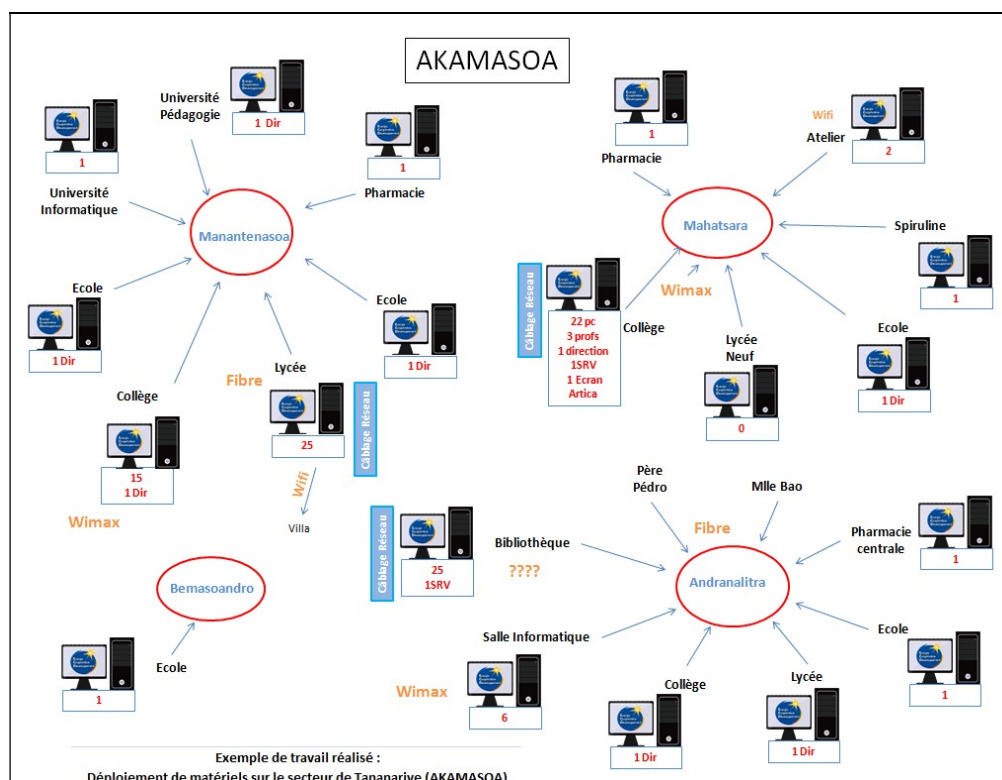 AKAMASOA
Université
Pédagogie
1 Dir
1
Université
Informatique
1
Pharmacie
Manantenasoa
Ecole
1 Dir
Ecole
1 Dir
Collège
15
1 Dir
Wimax
Fibre
Lycée
25
Câblage Réseau
Wifi
Villa
Bemasoandro
Ecole
1
1
Pharmacie
Wifi
Atelier
2
Mahatsara
Spiruline
1
Wimax
Câblage Réseau
22 pc
3 profs
1 direction
1SRV
1 Ecran
Artica
Collège
Lycée
Neuf
0
Ecole
1 Dir
Père
Pédro
Mlle Bao
Fibre
Pharmacie
centrale
1
Câblage Réseau
25
1SRV
Bibliothèque
????
Andranalitra
Salle Informatique
Wimax
6
Collège
1 Dir
Lycée
1 Dir
Ecole
1
Exemple de travail réalisé :
Déploiement de matériels sur le secteur de Tananarive (AKAMASOA)